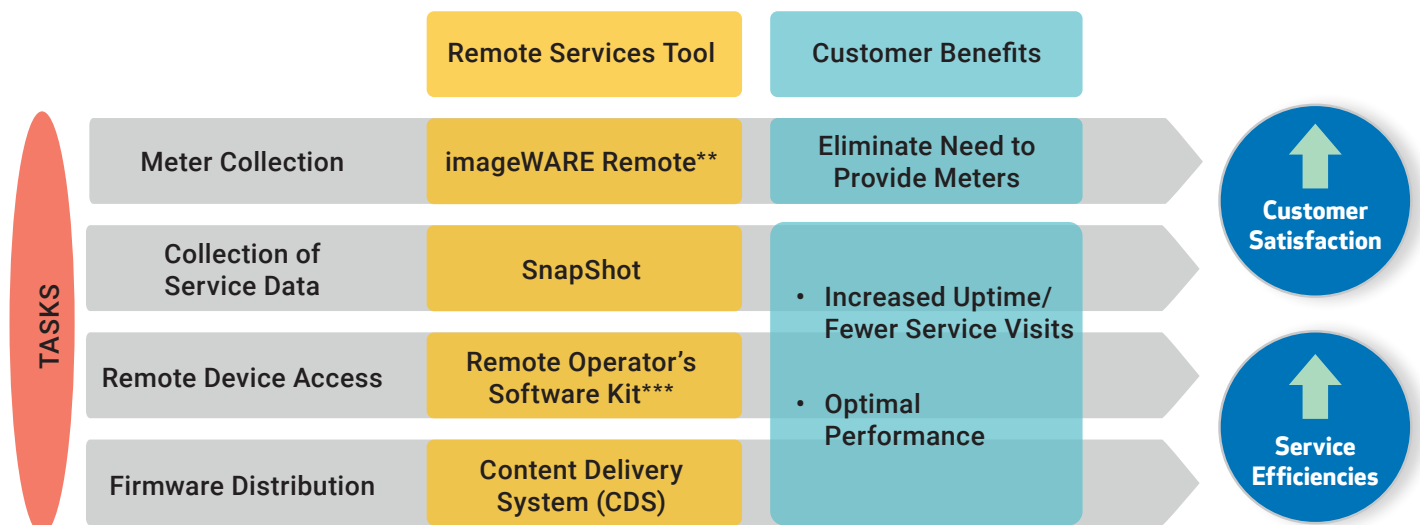 Remote Services Tool
Customer Benefits
TASKS
Meter Collection
imageWARE Remote**
Eliminate Need to
Provide Meters
Collection of
Service Data
SnapShot
• Increased Uptime/
Fewer Service Visits
Remote Device Access
Remote Operator’s
Software Kit***
• Optimal
Performance
Firmware Distribution
Content Delivery
System (CDS)
Customer
Satisfaction
Service
Efficiencies